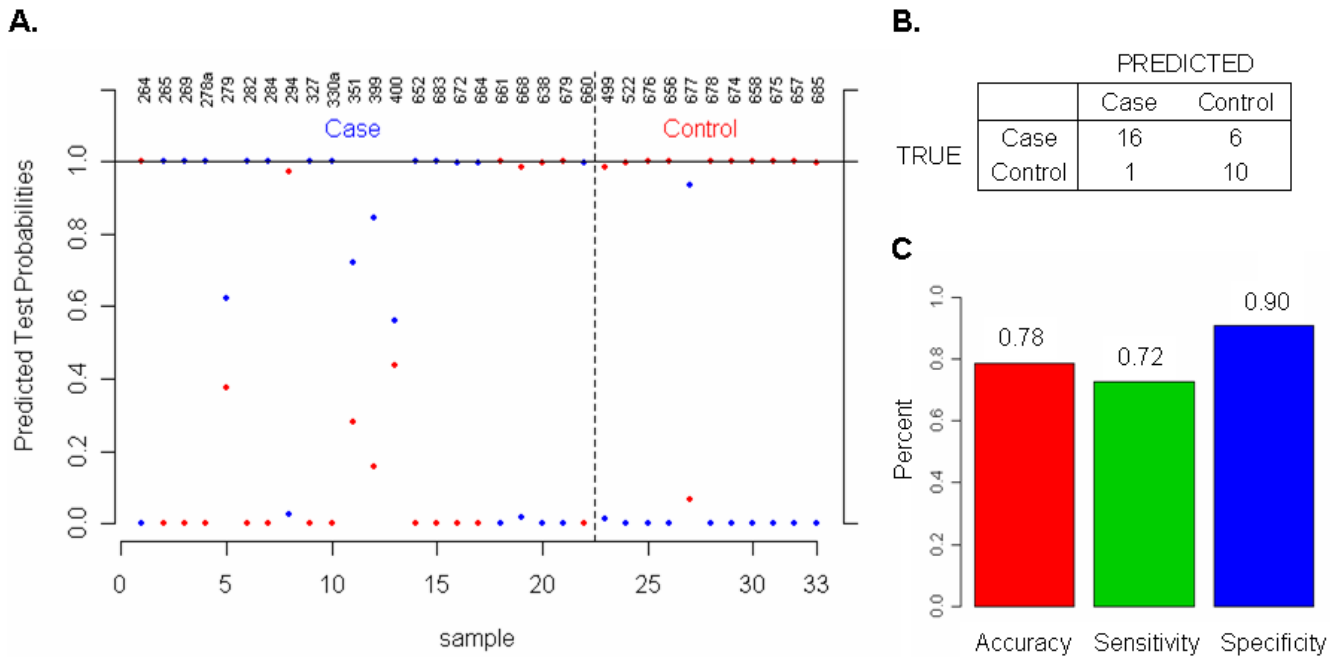 A.
264 265 269 278a 279 282 284 294 327 330a 351 399 400 652 683 672 664 661 668 638 679 660 499 522 676 656 677 678 674 658 675 657 685
Case Control
Predicted Test Probabilities
1.0
0.8
0.6
0.4
0.2
0.0
0 5 10 15 20 25 30 33
sample
B.
PREDICTED
Case Control
TRUE
Case 16 6
Control 1 10
C
Percent
1.0
0.8
0.6
0.4
0.2
0.0
0.78 0.72 0.90
Accuracy Sensitivity Specificity